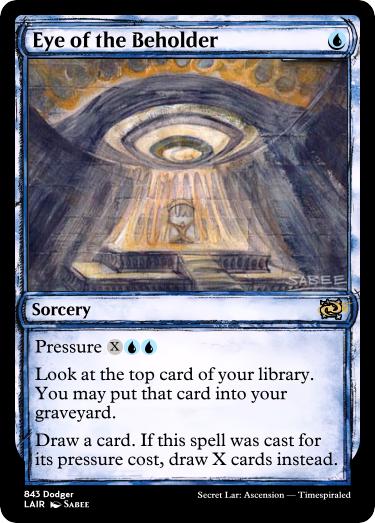 Eye of the Beholder
SABEE
Sorcery
Pressure X
Look at the top card of your library.
You may put that card into your
graveyard.
Draw a card. If this spell was cast for
its pressure cost, draw X cards instead.
843 Dodger
Secret Lar: Ascension — Timespiraled
LAIR SABEE